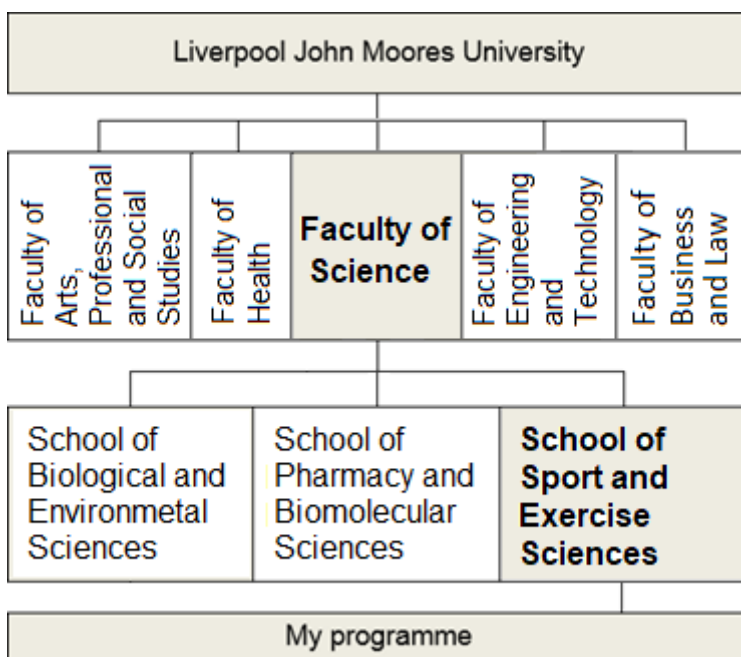 Liverpool John Moores University
Faculty of
Arts,
Professional
and Social
Studies
Faculty of
Health
Faculty of
Science
Faculty of
Engineering
and
Technology
Faculty of
Business
and Law
School of
Biological and
Environmetal
Sciences
School of
Pharmacy and
Biomolecular
Sciences
School of
Sport and
Exercise
Sciences
My programme